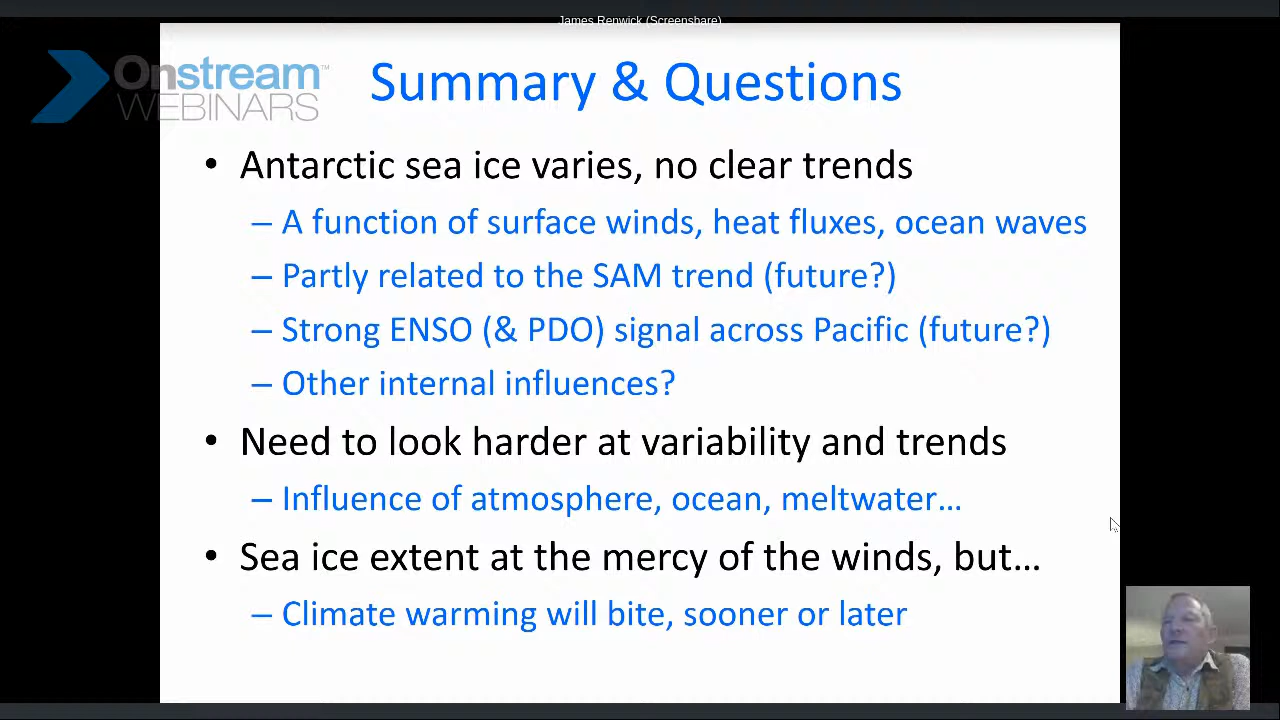 James Renwick (Screenshare)
Onstream™
WEBINARS
Summary & Questions
• Antarctic sea ice varies, no clear trends
– A function of surface winds, heat fluxes, ocean waves
– Partly related to the SAM trend (future?)
– Strong ENSO (& PDO) signal across Pacific (future?)
– Other internal influences?
• Need to look harder at variability and trends
– Influence of atmosphere, ocean, meltwater…
• Sea ice extent at the mercy of the winds, but…
– Climate warming will bite, sooner or later